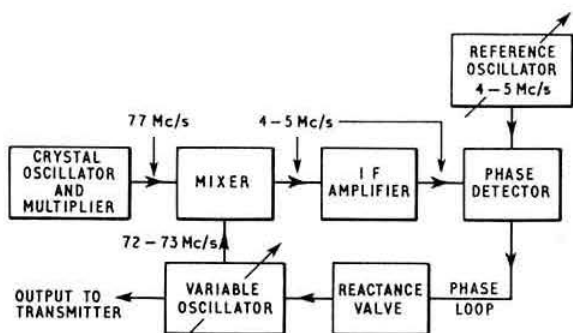 REFERENCE
OSCILLATOR
4–5 Mc/s
77 Mc/s
4–5 Mc/s
CRYSTAL
OSCILLATOR
AND
MULTIPLIER
MIXER
I F
AMPLIFIER
PHASE
DETECTOR
72–73 Mc/s
OUTPUT TO
TRANSMITTER
VARIABLE
OSCILLATOR
REACTANCE
VALVE
PHASE
LOOP